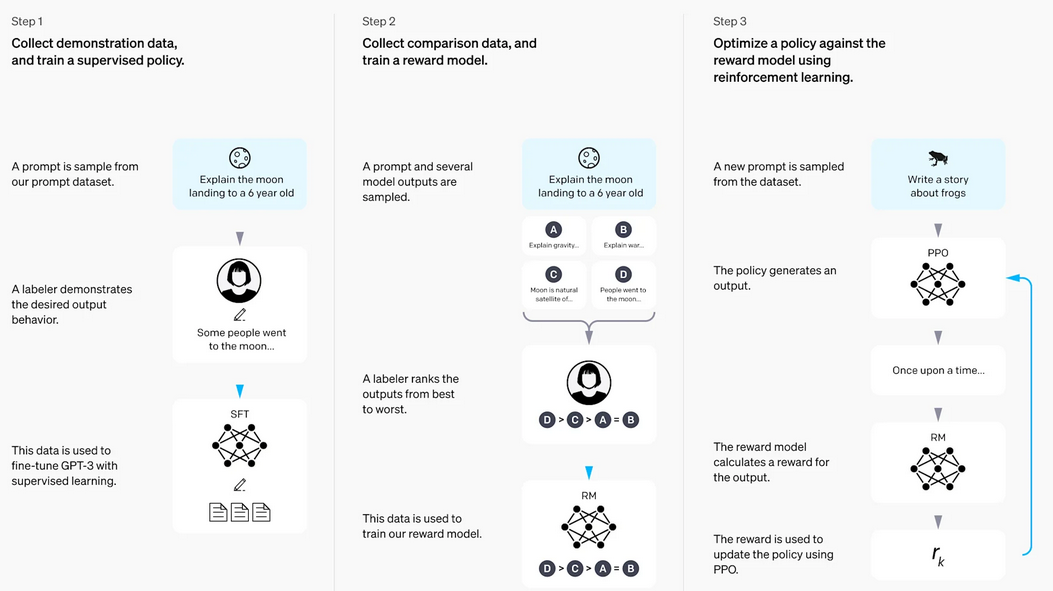 Step 1
Collect demonstration data,
and train a supervised policy.
A prompt is sample from
our prompt dataset.
Explain the moon
landing to a 6 year old
A labeler demonstrates
the desired output
behavior.
Some people went
to the moon...
This data is used to
fine-tune GPT-3 with
supervised learning.
SFT
Step 2
Collect comparison data, and
train a reward model.
A prompt and several
model outputs are
sampled.
Explain the moon
landing to a 6 year old
A
Explain gravity...
B
Explain war...
C
Moon is natural
satellite of...
D
People went to
the moon...
A labeler ranks the
outputs from best
to worst.
D > C > A = B
This data is used to
train our reward model.
RM
D > C > A = B
Step 3
Optimize a policy against the
reward model using
reinforcement learning.
A new prompt is sampled
from the dataset.
Write a story
about frogs
The policy generates an
output.
PPO
Once upon a time...
The reward model
calculates a reward for
the output.
RM
The reward is used to
update the policy using
PPO.
rk